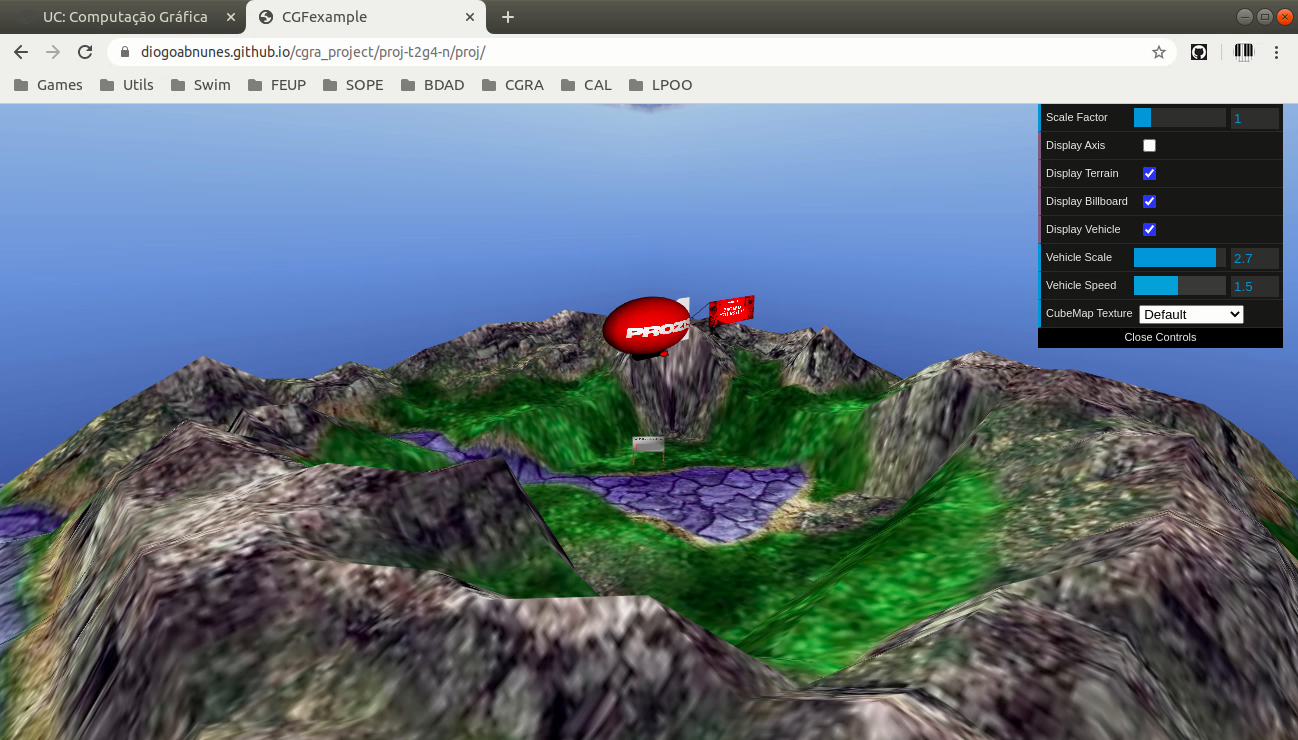 UC: Computação Gráfica
CGFexample
diogoabnunes.github.io/cgra_project/proj-t2g4-n/proj/
Games Utils Swim FEUP SOPE BDAD CGRA CAL LPOO
Scale Factor 1
Display Axis
Display Terrain
Display Billboard
Display Vehicle
Vehicle Scale 2.7
Vehicle Speed 1.5
CubeMap Texture Default
Close Controls